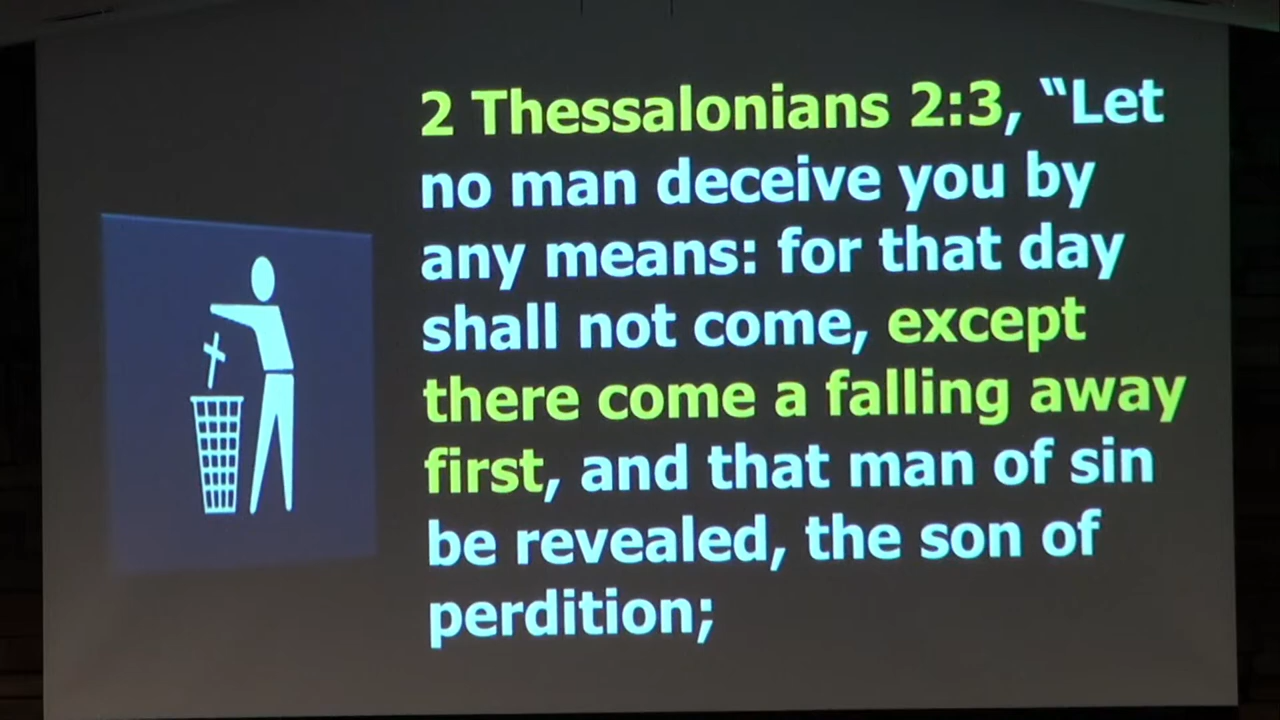 2 Thessalonians 2:3, “Let
no man deceive you by
any means: for that day
shall not come, except
there come a falling away
first, and that man of sin
be revealed, the son of
perdition;